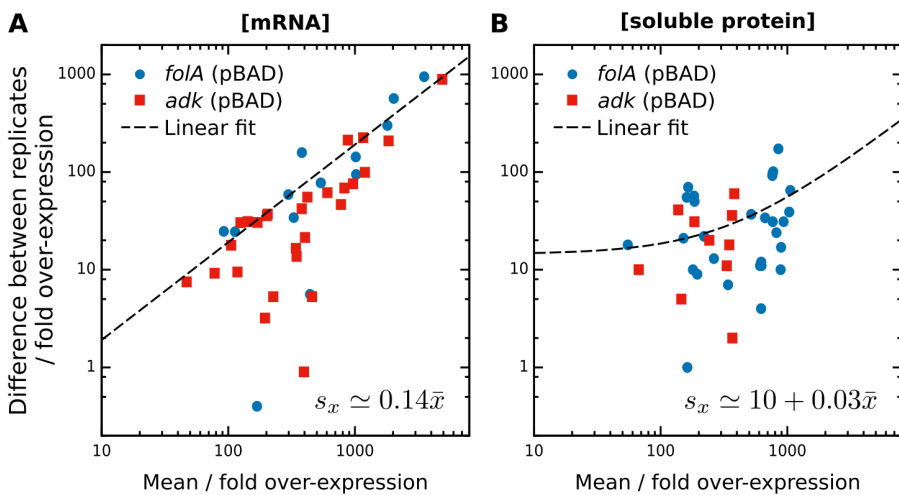 A
[mRNA]
Difference between replicates
/ fold over-expression
1000
100
10
1
folA (pBAD)
adk (pBAD)
Linear fit
s_x ≃ 0.14x̄
10
100
1000
Mean / fold over-expression
B
[soluble protein]
1000
100
10
1
folA (pBAD)
adk (pBAD)
Linear fit
s_x ≃ 10 + 0.03x̄
10
100
1000
Mean / fold over-expression